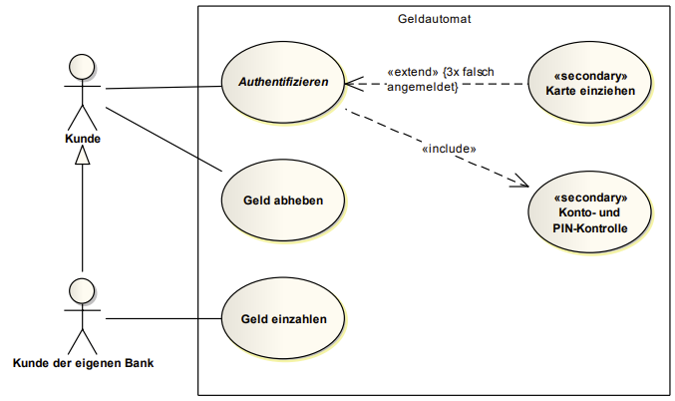 Geldautomat
Authentifizieren
«extend» {3x falsch
angemeldet}
«secondary»
Karte einziehen
Kunde
«include»
Geld abheben
«secondary»
Konto- und
PIN-Kontrolle
Geld einzahlen
Kunde der eigenen Bank